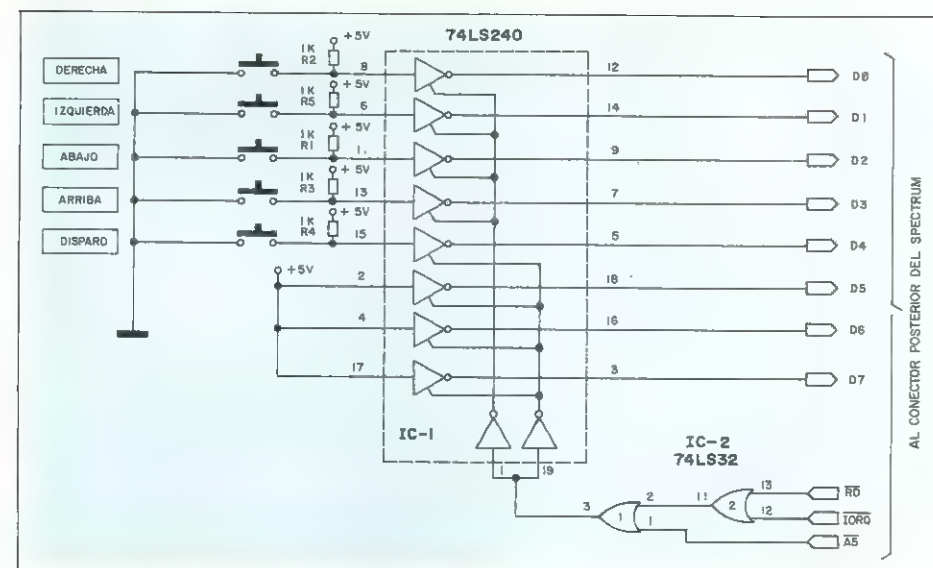 74LS240
+5V
1K
R2
DERECHA
8
12
D0
+5V
1K
R5
IZQUIERDA
6
14
D1
+5V
1K
R1
ABAJO
11
9
D2
+5V
1K
R3
ARRIBA
13
7
D3
+5V
1K
R4
DISPARO
15
5
D4
+5V
2
18
D5
4
16
D6
17
3
D7
AL CONECTOR POSTERIOR DEL SPECTRUM
IC-1
1
19
IC-2
74LS32
3
1
2
1
11
2
13
12
RD
IORQ
A5